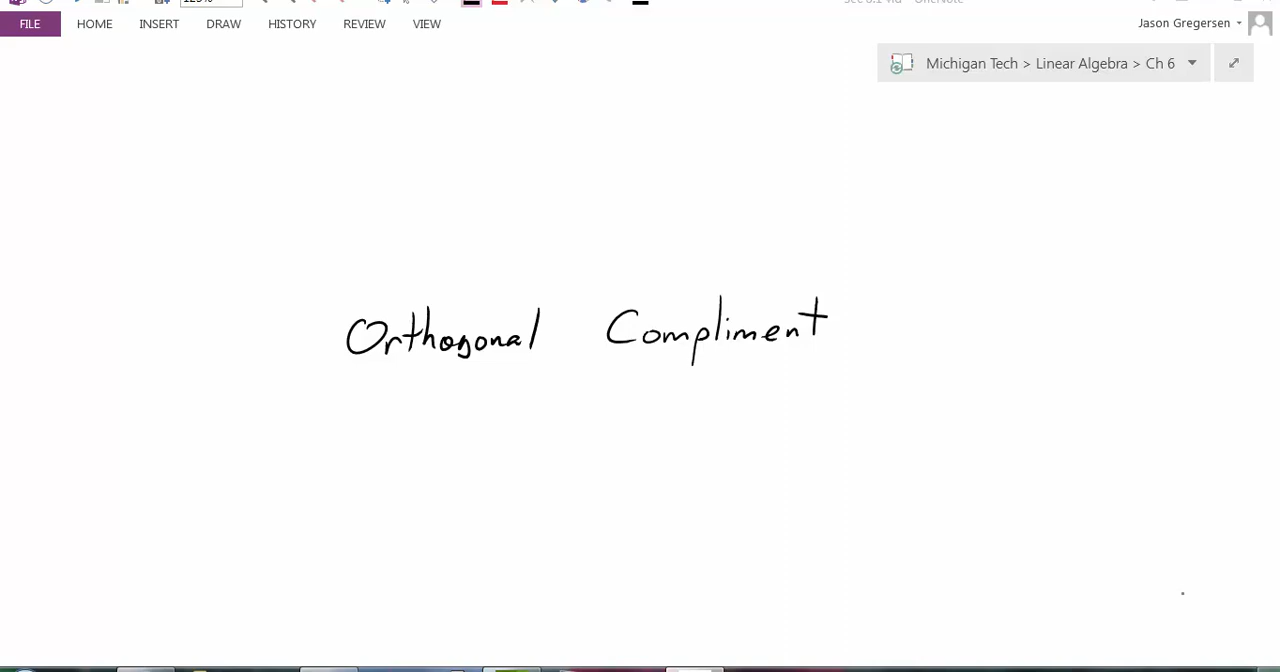 FILE HOME INSERT DRAW HISTORY REVIEW VIEW Jason Gregersen
Michigan Tech > Linear Algebra > Ch 6
Orthogonal Compliment